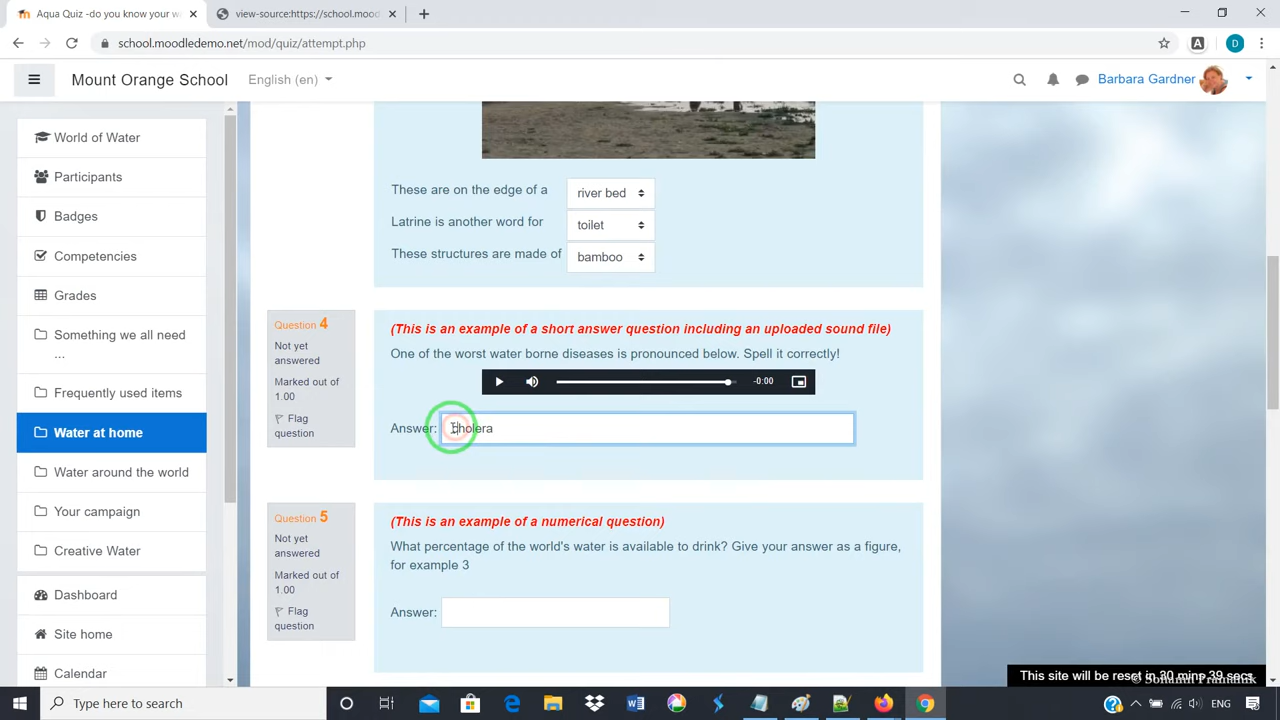 Aqua Quiz -do you know your w
view-source:https://school.mood
school.moodledemo.net/mod/quiz/attempt.php
Mount Orange School
English (en)
Barbara Gardner
World of Water
Participants
Badges
Competencies
Grades
Something we all need
...
Frequently used items
Water at home
Water around the world
Your campaign
Creative Water
Dashboard
Site home
Calendar
These are on the edge of a
river bed
Latrine is another word for
toilet
These structures are made of
bamboo
Question 4
Not yet
answered
Marked out of
1.00
Flag
question
(This is an example of a short answer question including an uploaded sound file)
One of the worst water borne diseases is pronounced below. Spell it correctly!
-0:00
Answer:
cholera
Question 5
Not yet
answered
Marked out of
1.00
Flag
question
(This is an example of a numerical question)
What percentage of the world's water is available to drink? Give your answer as a figure,
for example 3
Answer:
This site will be reset in 30 mins 39 secs
Type here to search
ENG